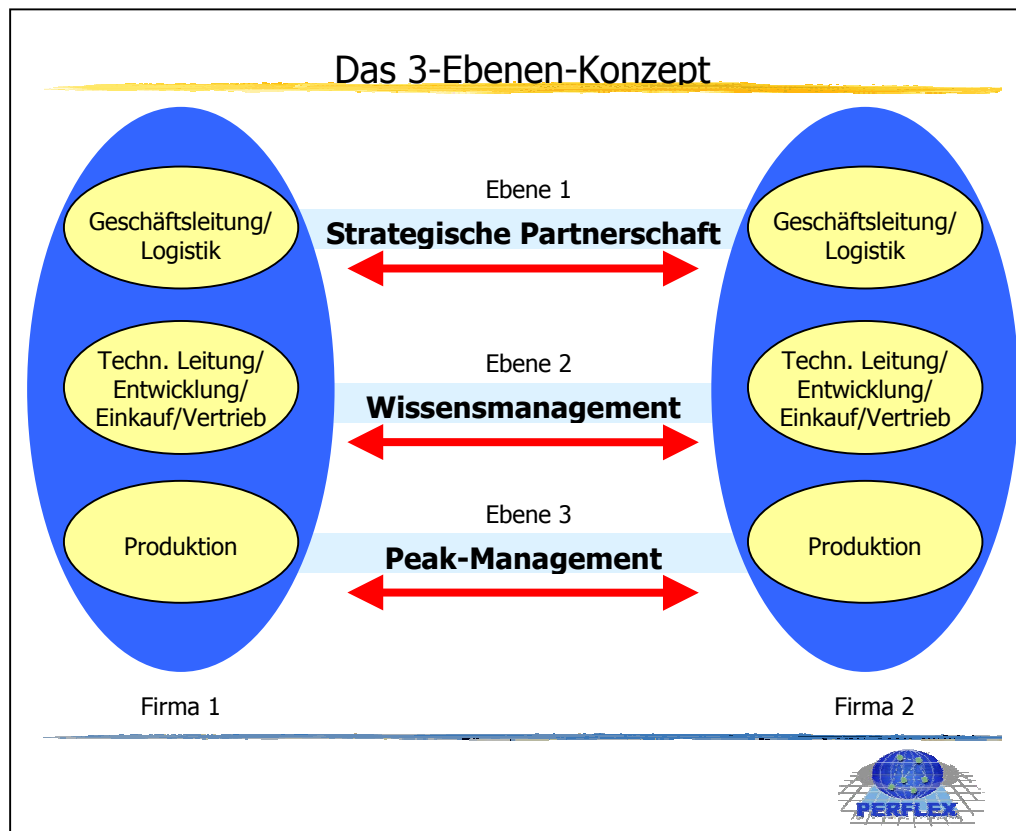 Das 3-Ebenen-Konzept
Ebene 1
Geschäftsleitung/
Logistik
Strategische Partnerschaft
Geschäftsleitung/
Logistik
Techn. Leitung/
Entwicklung/
Einkauf/Vertrieb
Ebene 2
Wissensmanagement
Techn. Leitung/
Entwicklung/
Einkauf/Vertrieb
Ebene 3
Produktion
Peak-Management
Produktion
Firma 1
Firma 2
PERFLEX